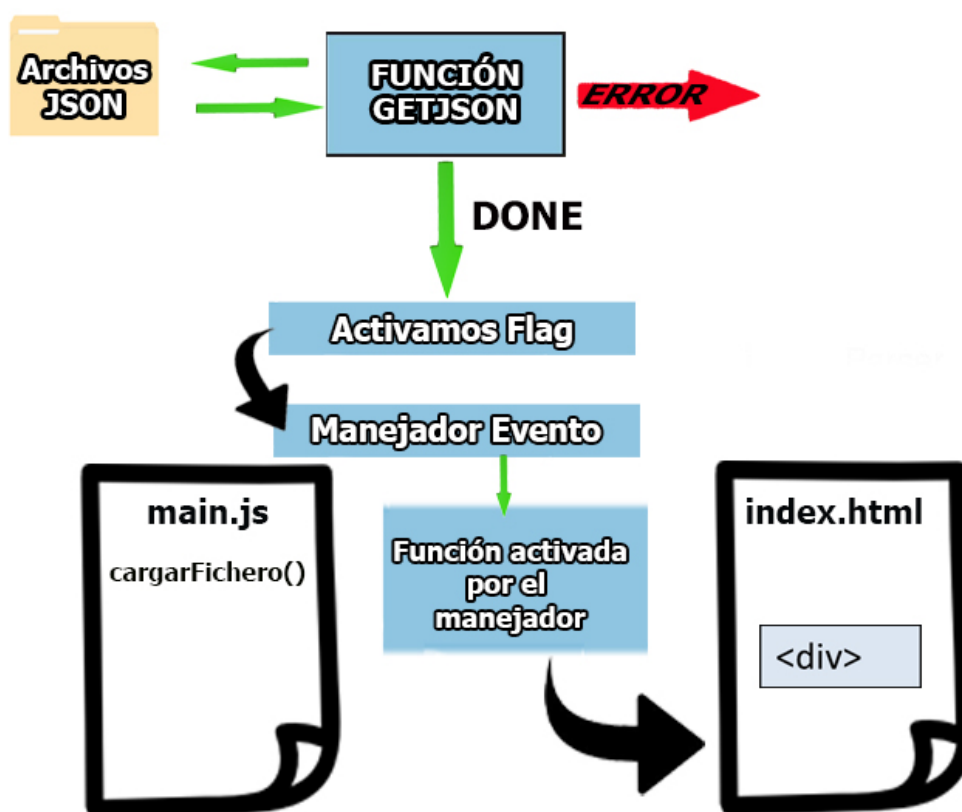 Archivos
JSON
FUNCIÓN
GETJSON
ERROR
DONE
Activamos Flag
Manejador Evento
main.js
cargarFichero()
Función activada
por el
manejador
index.html
<div>